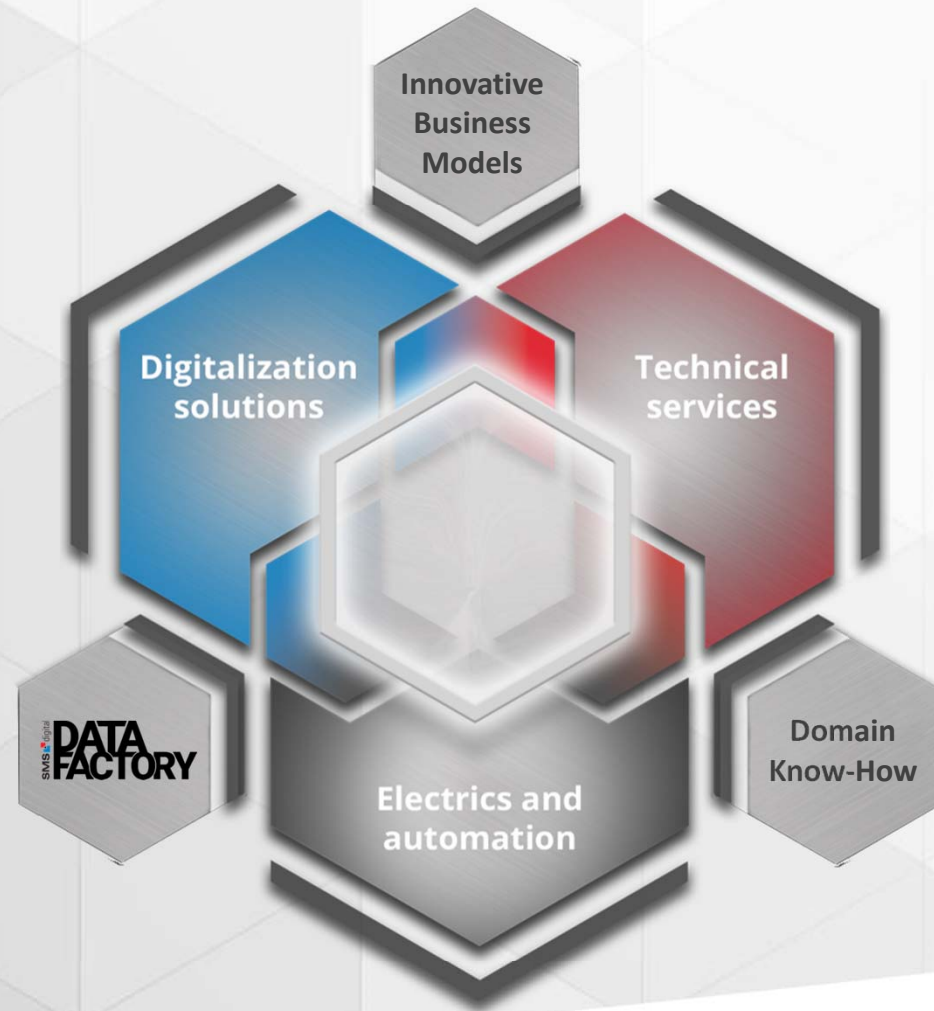 Innovative
Business
Models
Digitalization
solutions
Technical
services
SMS digital
DATA
FACTORY
Domain
Know-How
Electrics and
automation